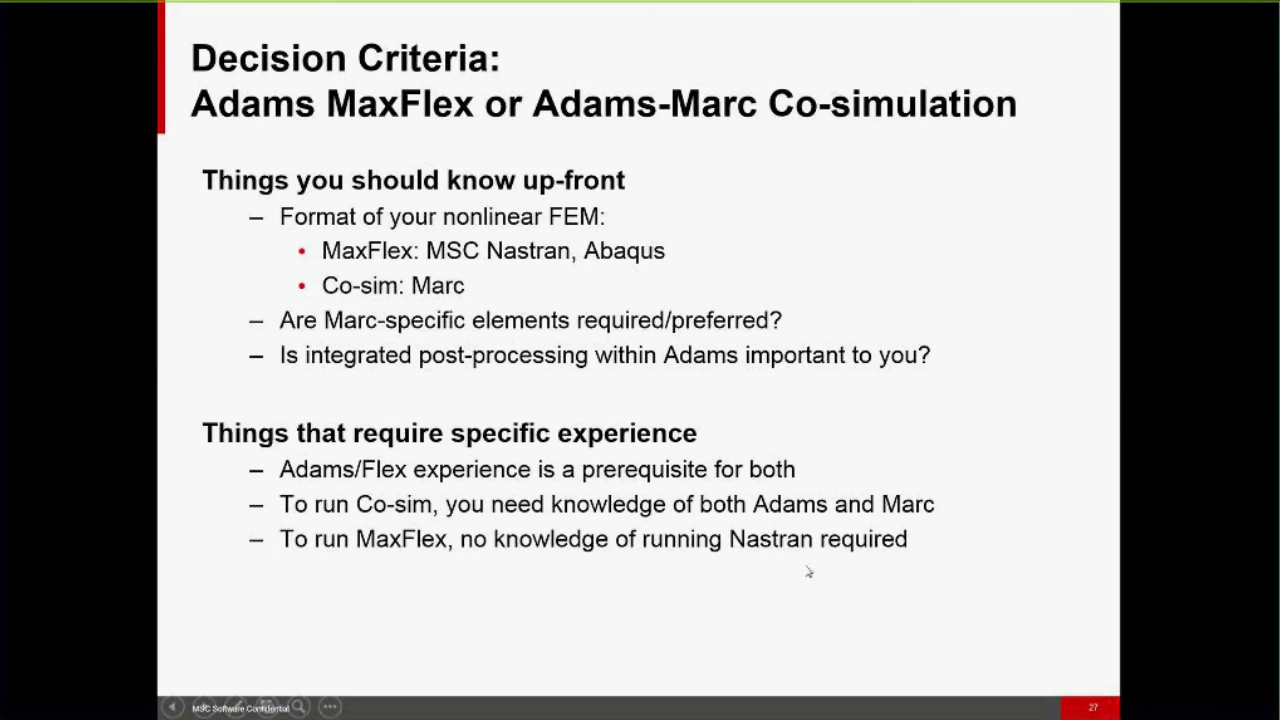 Decision Criteria:
Adams MaxFlex or Adams-Marc Co-simulation
Things you should know up-front
– Format of your nonlinear FEM:
• MaxFlex: MSC Nastran, Abaqus
• Co-sim: Marc
– Are Marc-specific elements required/preferred?
– Is integrated post-processing within Adams important to you?
Things that require specific experience
– Adams/Flex experience is a prerequisite for both
– To run Co-sim, you need knowledge of both Adams and Marc
– To run MaxFlex, no knowledge of running Nastran required
MSC Software Confidential
27